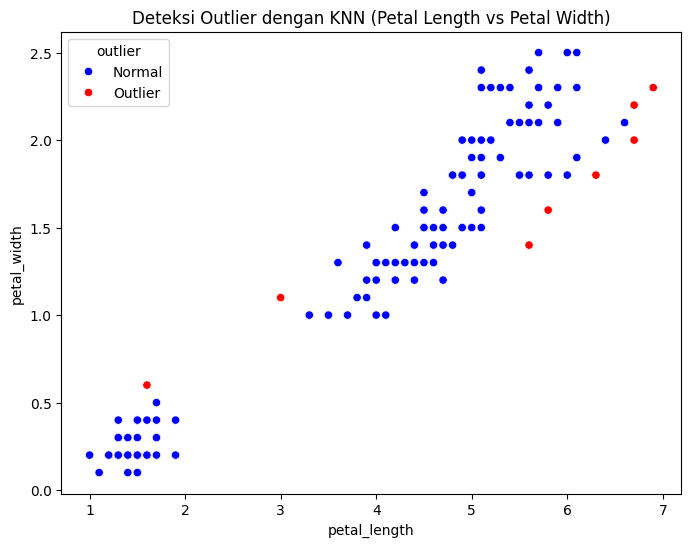 Deteksi Outlier dengan KNN (Petal Length vs Petal Width)
outlier
Normal
Outlier
2.5
2.0
1.5
1.0
0.5
0.0
petal_width
1 2 3 4 5 6 7
petal_length